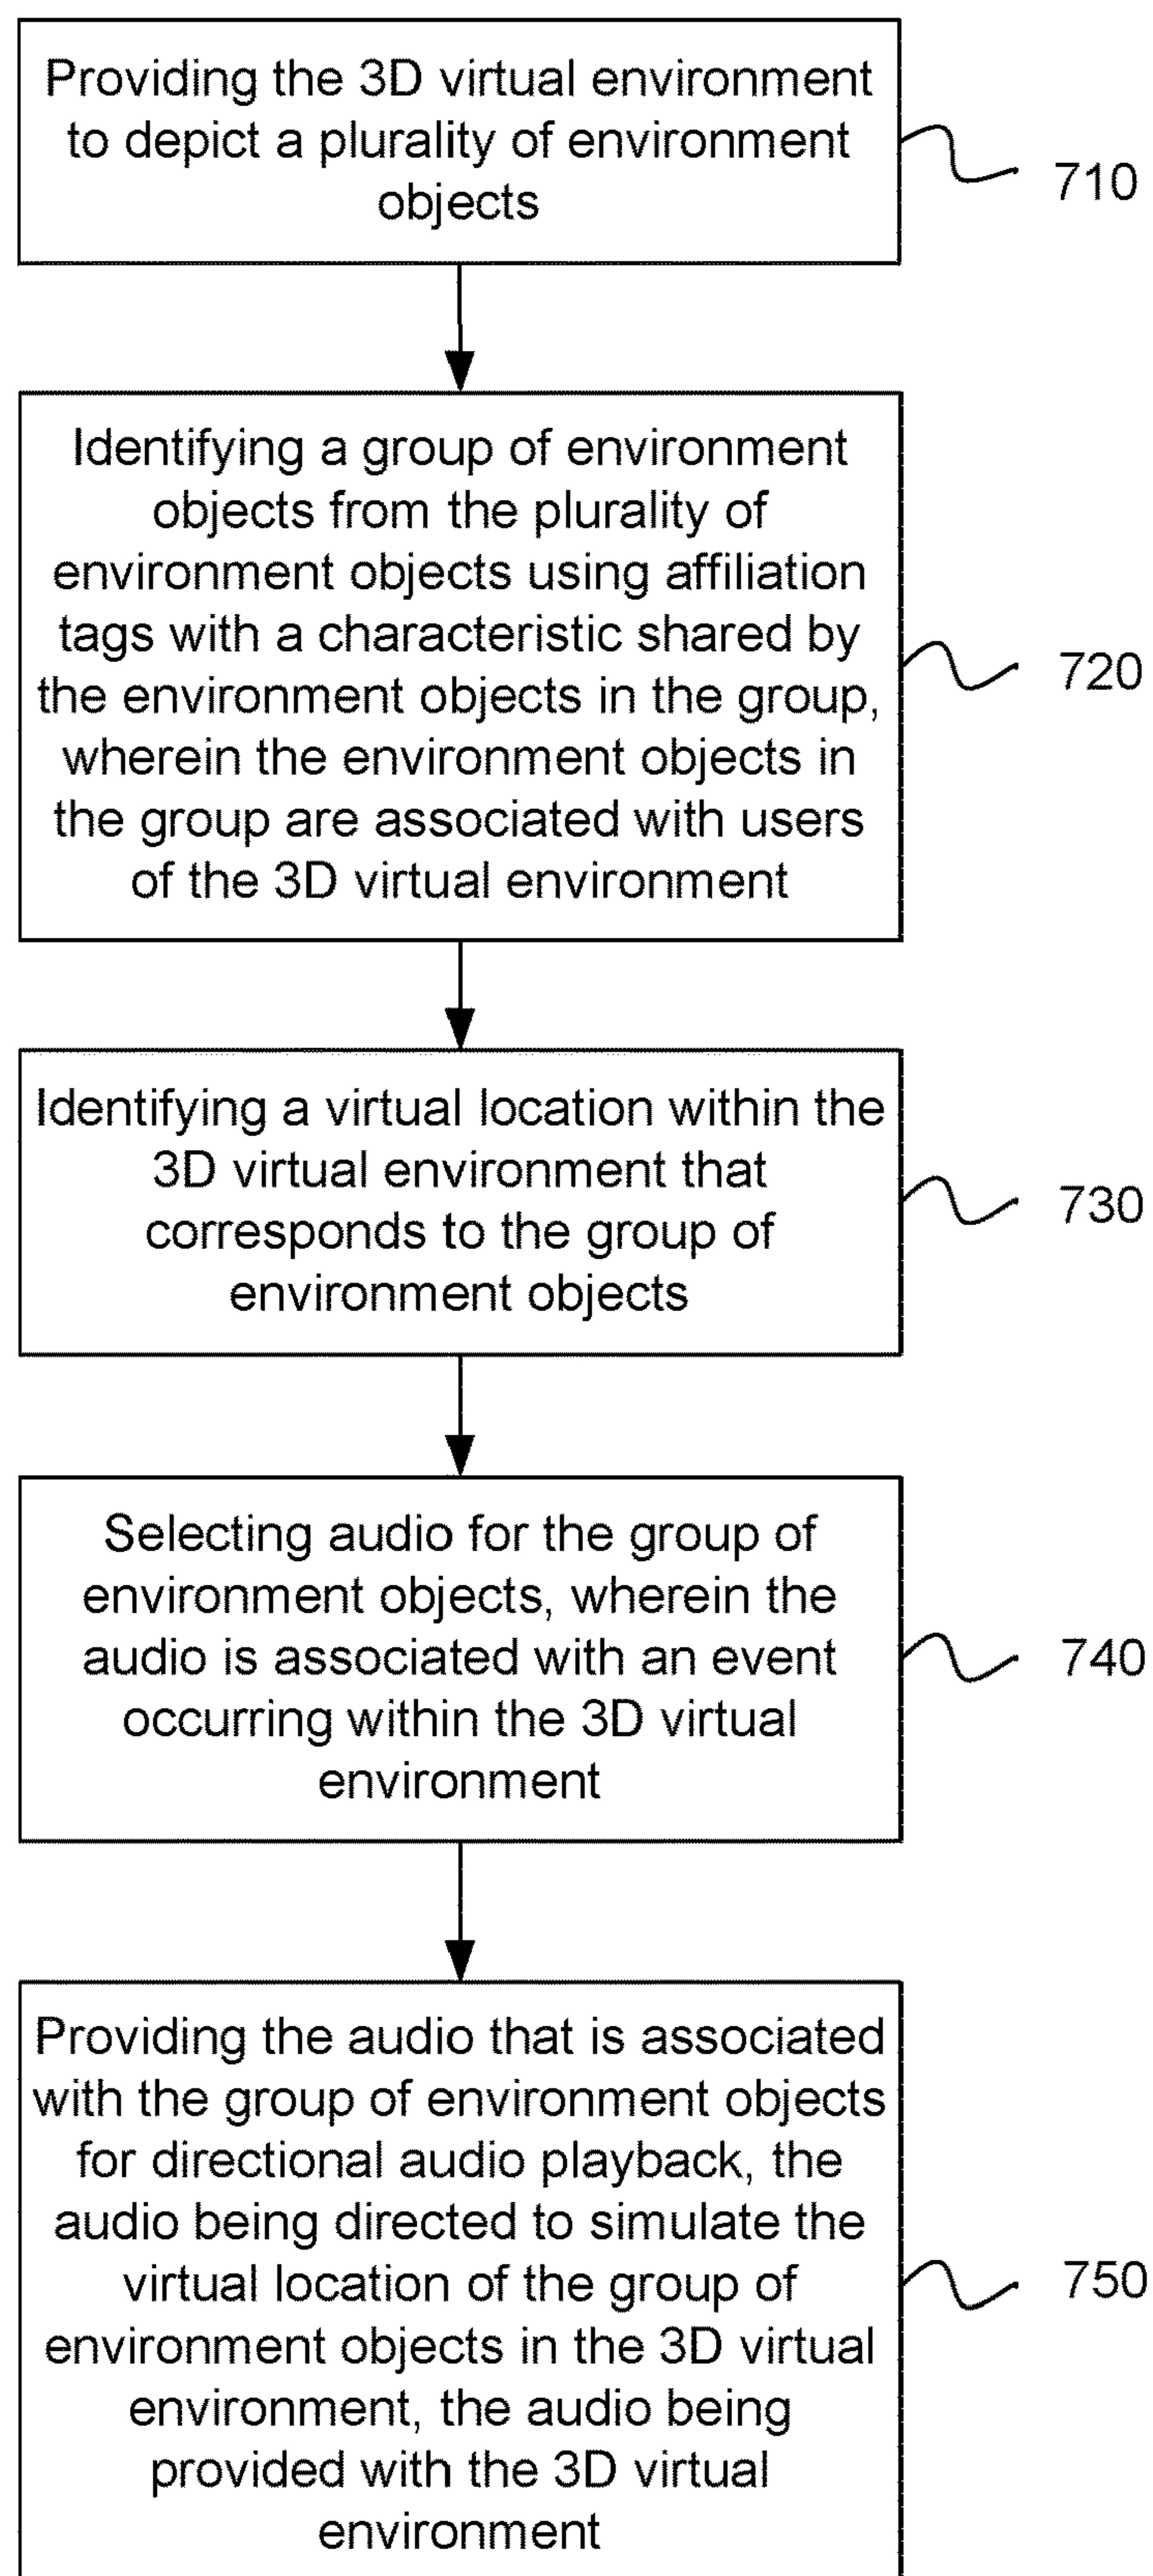 Providing the 3D virtual environment
to depict a plurality of environment
objects
710
Identifying a group of environment
objects from the plurality of
environment objects using affiliation
tags with a characteristic shared by
the environment objects in the group,
wherein the environment objects in
the group are associated with users
of the 3D virtual environment
720
Identifying a virtual location within the
3D virtual environment that
corresponds to the group of
environment objects
730
Selecting audio for the group of
environment objects, wherein the
audio is associated with an event
occurring within the 3D virtual
environment
740
Providing the audio that is associated
with the group of environment objects
for directional audio playback, the
audio being directed to simulate the
virtual location of the group of
environment objects in the 3D virtual
environment, the audio being
provided with the 3D virtual
environment
750